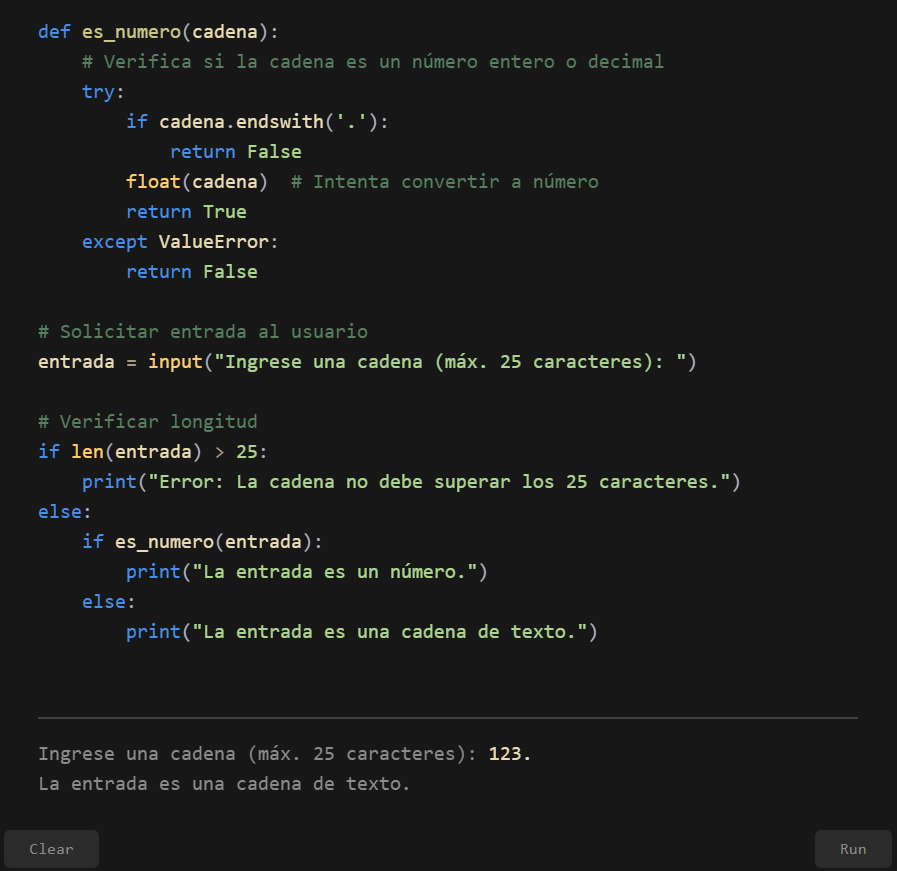 def es_numero(cadena):
    # Verifica si la cadena es un número entero o decimal
    try:
        if cadena.endswith('.'):
            return False
        float(cadena)  # Intenta convertir a número
        return True
    except ValueError:
        return False
# Solicitar entrada al usuario
entrada = input("Ingrese una cadena (máx. 25 caracteres): ")
# Verificar longitud
if len(entrada) > 25:
    print("Error: La cadena no debe superar los 25 caracteres.")
else:
    if es_numero(entrada):
        print("La entrada es un número.")
    else:
        print("La entrada es una cadena de texto.")
Ingrese una cadena (máx. 25 caracteres): 123.
La entrada es una cadena de texto.
Clear
Run